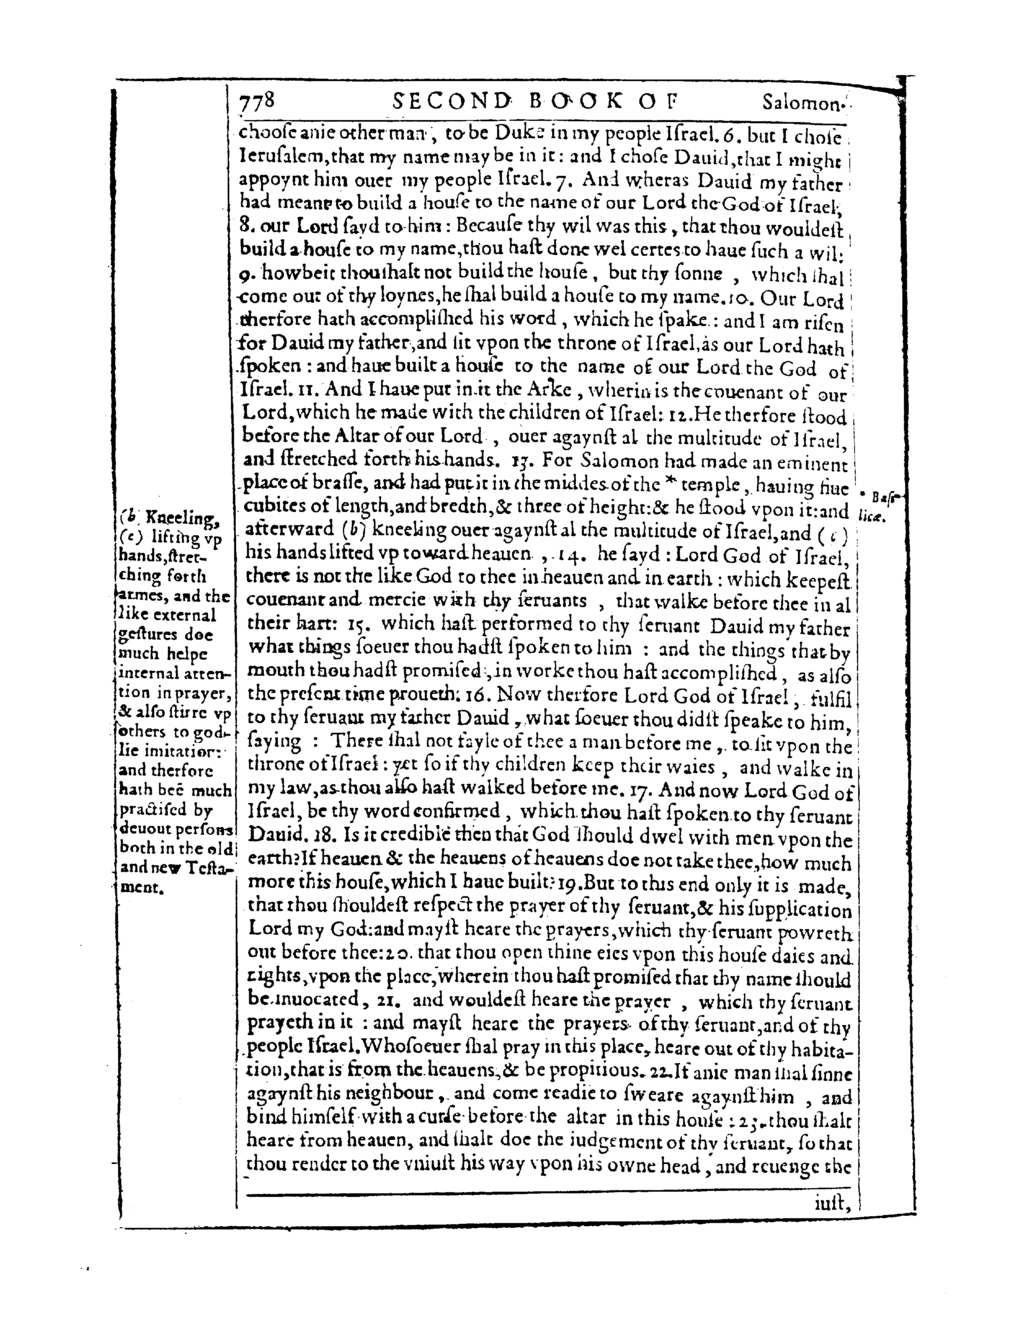 778 SECOND BOOK OF Salomon.
chooſe anie other man, to be Duke in my people Iſrael. 6. but I choſe
Ieruſalem, that my name may be in it: and I choſe Dauid, that I might
appoynt him ouer my people Iſrael. 7. And wheras Dauid my father
had meant to build a houſe to the name of our Lord the God of Iſrael,
8. our Lord ſayd to him: Becauſe thy wil was this, that thou wouldeſt
build a houſe to my name, thou haſt done wel certes to haue ſuch a wil:
9. howbeit thou ſhalt not build the houſe, but thy ſonne, which ſhal
come out of thy loynes, he ſhal build a houſe to my name. 10. Our Lord
therfore hath accompliſhed his word, which he ſpake: and I am riſen
for Dauid my father, and ſit vpon the throne of Iſrael, as our Lord hath
ſpoken: and haue built a houſe to the name of our Lord the God of
Iſrael. 11. And I haue put in it the Arke, wherin is the couenant of our
Lord, which he made with the children of Iſrael: 12. He therfore ſtood
before the Altar of our Lord, ouer agaynſt al the multitude of Iſrael,
and ſtretched forth his hands. 13. For Salomon had made an eminent
place of braſſe, and had put it in the middes of the * temple, hauing fiue
* Baſi-
cubites of length, and bredth, & three of height: & he ſtood vpon it: and
licæ.
afterward (b) kneeling ouer agaynſt al the multitude of Iſrael, and (c)
his hands lifted vp toward heauen, 14. he ſayd: Lord God of Iſrael,
there is not the like God to thee in heauen and in earth: which keepeſt
couenant and mercie with thy ſeruants, that walke before thee in al
their hart: 15. which haſt performed to thy ſeruant Dauid my father
what things ſoeuer thou hadſt ſpoken to him: and the things that by
mouth thou hadſt promiſed, in worke thou haſt accompliſhed, as alſo
the preſent time proueth. 16. Now therfore Lord God of Iſrael, fulfil
to thy ſeruant my father Dauid, what ſoeuer thou didſt ſpeake to him,
ſaying: There ſhal not fayle of thee a man before me, to ſit vpon the
throne of Iſrael: yet ſo if thy children keep their waies, and walke in
my law, as thou alſo haſt walked before me. 17. And now Lord God of
Iſrael, be thy word confirmed, which thou haſt ſpoken to thy ſeruant
Dauid. 18. Is it credible then that God ſhould dwel with men vpon the
earth? If heauen & the heauens of heauens doe not take thee, how much
more this houſe, which I haue built? 19. But to this end only it is made,
that thou ſhouldeſt reſpect the prayer of thy ſeruant, & his ſupplication
Lord my God: and mayſt heare the prayers, which thy ſeruant powreth
out before thee: 20. that thou open thine eies vpon this houſe daies and
nights, vpon the place, wherein thou haſt promiſed that thy name ſhould
be inuocated, 21. and wouldeſt heare the prayer, which thy ſeruant
prayeth in it: and mayſt heare the prayers of thy ſeruant, and of thy
people Iſrael. Whoſoeuer ſhal pray in this place, heare out of thy habita-
tion, that is from the heauens, & be propitious. 22. If anie man ſhal ſinne
agaynſt his neighbour, and come readie to ſweare agaynſt him, and
bind himſelf with a curſe before the altar in this houſe: 23. thou ſhalt
heare from heauen, and ſhalt doe the iudgement of thy ſeruant, ſo that
thou render to the vniuſt his way vpon his owne head, and reuenge the
iuſt,
(b) Kneeling,
(c) lifting vp
hands, ſtret-
ching forth
armes, and the
like external
geſtures doe
much helpe
internal atten-
tion in prayer,
& alſo ſtirre vp
others to god-
lie imitation:
and therfore
hath beē much
practiſed by
deuout perſons
both in the old
and new Teſta-
ment.